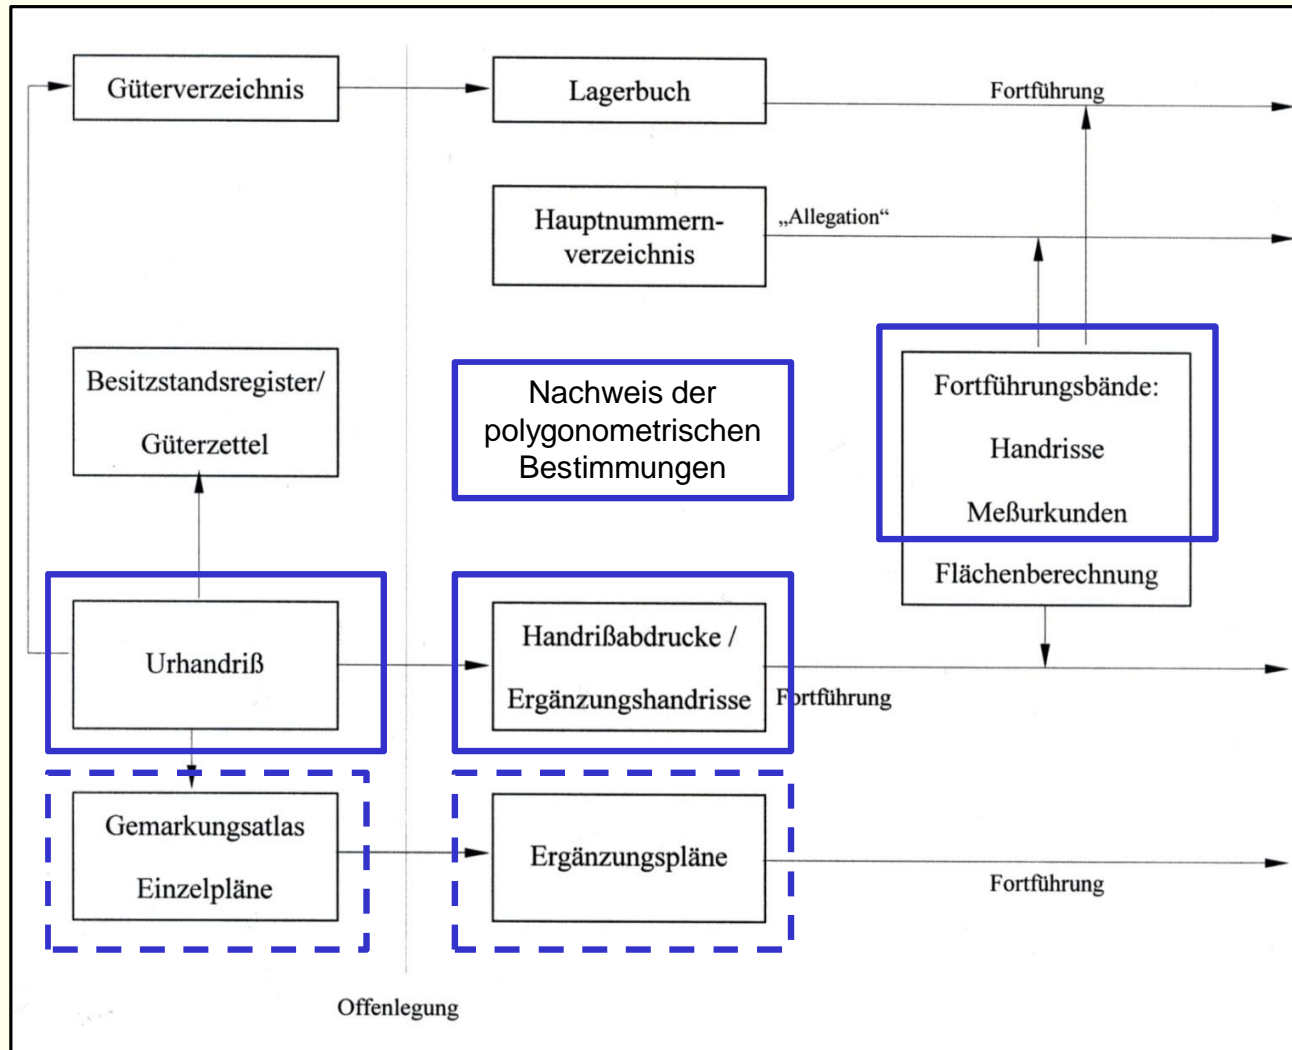 Güterverzeichnis
Lagerbuch
Fortführung
Hauptnummern-
verzeichnis
„Allegation“
Besitzstandsregister/
Güterzettel
Nachweis der
polygonometrischen
Bestimmungen
Fortführungsbände:
Handrisse
Meßurkunden
Flächenberechnung
Urhandriß
Handrißabdrucke /
Ergänzungshandrisse
Fortführung
Gemarkungsatlas
Einzelpläne
Ergänzungspläne
Fortführung
Offenlegung